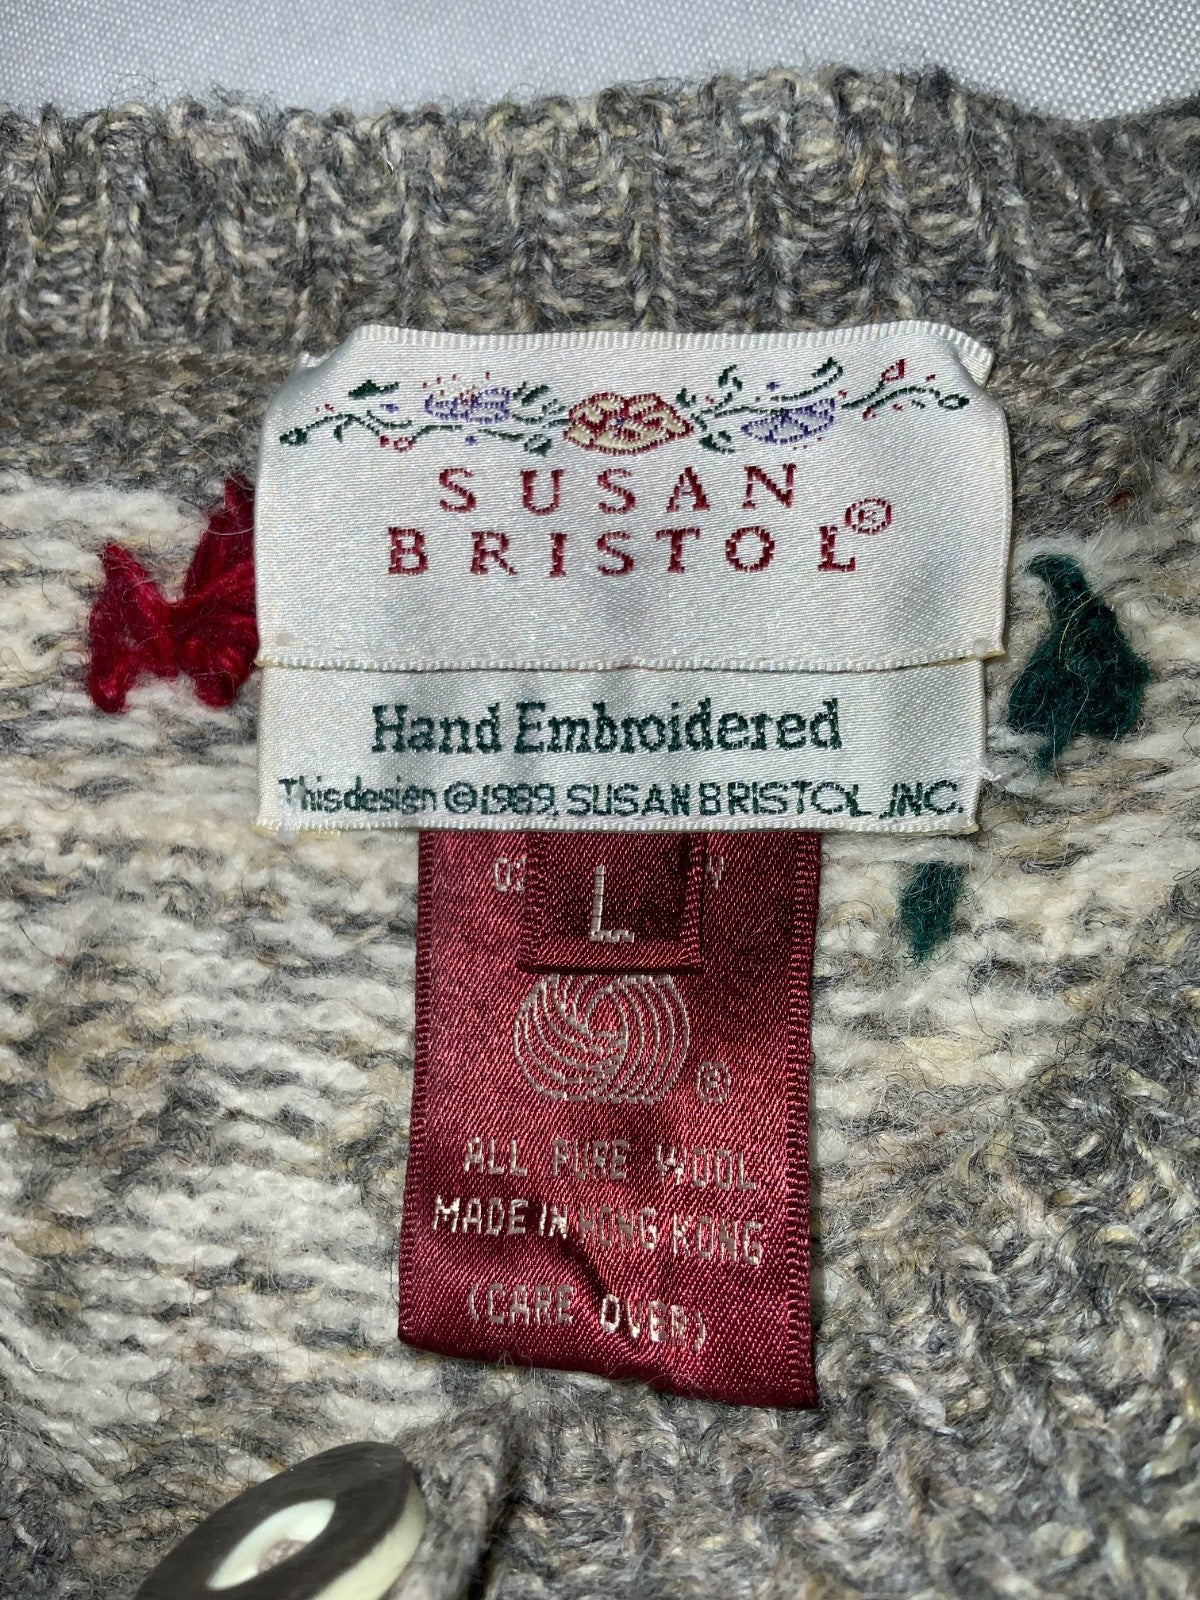 SUSAN
BRISTOL®
Hand Embroidered
This design © 1989, SUSAN BRISTOL, INC.
L
®
ALL PURE WOOL
MADE IN HONG KONG
(CARE OVER)